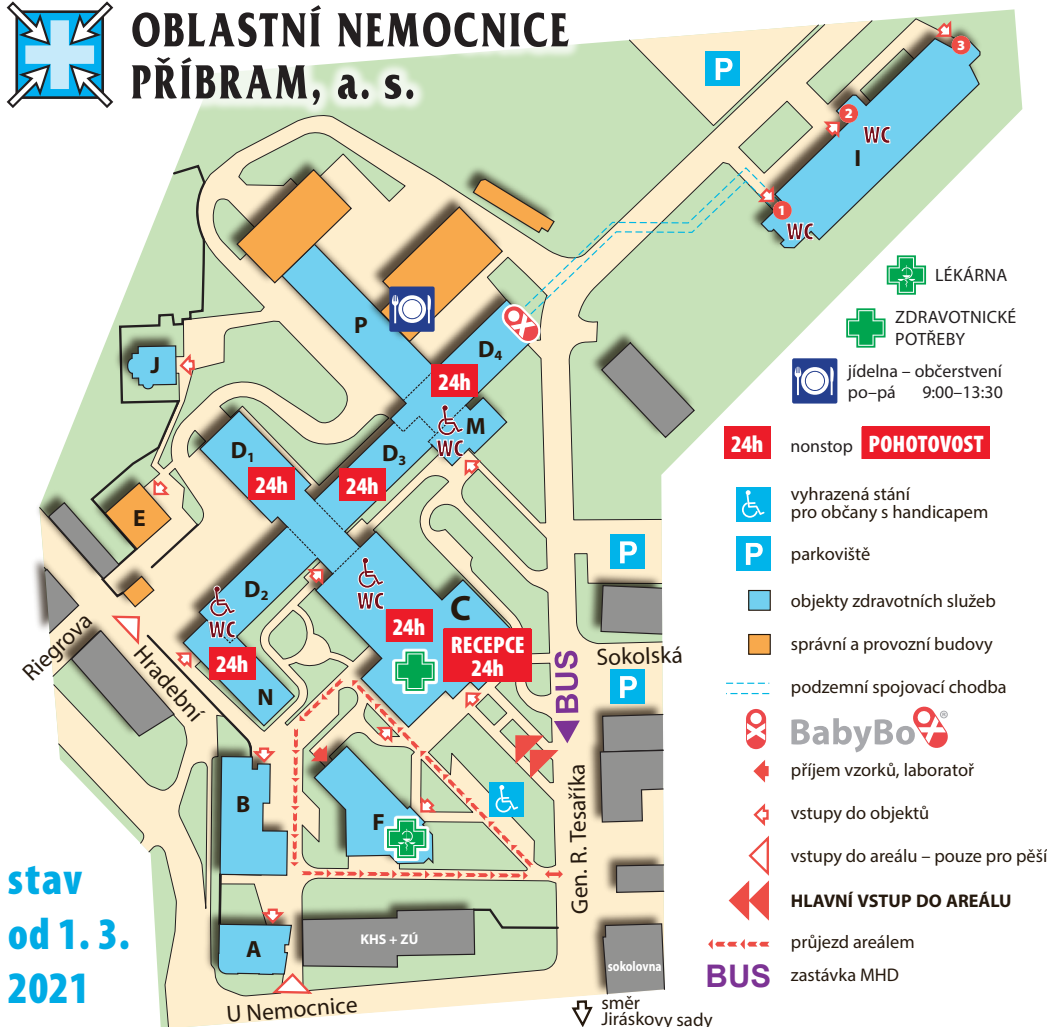 OBLASTNÍ NEMOCNICE
PŘÍBRAM, a. s.
P
3
2
WC
I
1
WC
LÉKÁRNA
ZDRAVOTNICKÉ
POTŘEBY
jídelna – občerstvení
po–pá 9:00–13:30
24h nonstop POHOTOVOST
vyhrazená stání
pro občany s handicapem
P parkoviště
objekty zdravotních služeb
správní a provozní budovy
podzemní spojovací chodba
BabyBox®
příjem vzorků, laboratoř
vstupy do objektů
vstupy do areálu – pouze pro pěší
HLAVNÍ VSTUP DO AREÁLU
průjezd areálem
BUS zastávka MHD
P
D4
J
24h
M
WC
D1
D3
24h
24h
E
P
D2
WC
C
WC
24h
RECEPCE
24h
24h
N
Riegrova
Hradební
Sokolská
P
BUS
B
F
Gen. R. Tesaříka
A
KHS + ZÚ
sokolovna
U Nemocnice
směr
Jiráskovy sady
stav
od 1. 3.
2021